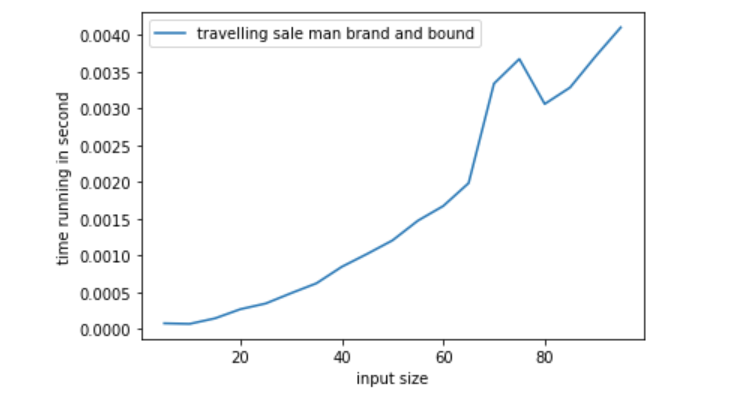 travelling sale man brand and bound
0.0040
0.0035
0.0030
0.0025
0.0020
0.0015
0.0010
0.0005
0.0000
time running in second
20 40 60 80
input size